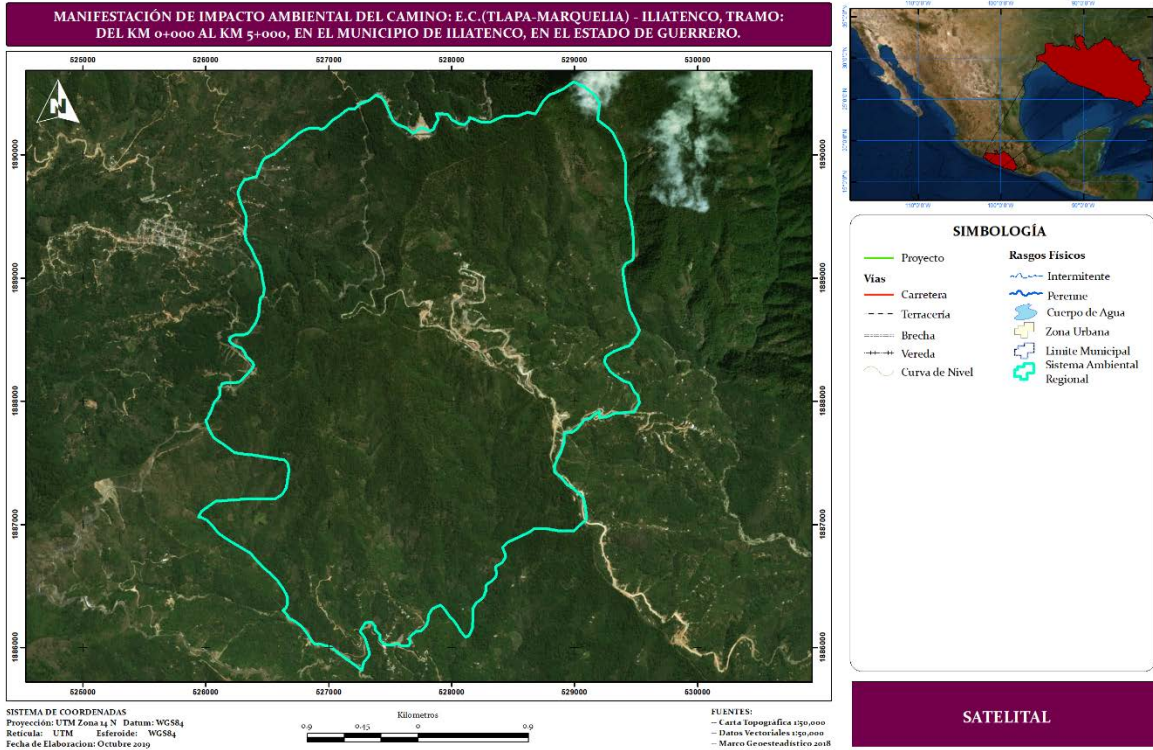 MANIFESTACIÓN DE IMPACTO AMBIENTAL DEL CAMINO: E.C.(TLAPA-MARQUELIA) - ILIATENCO, TRAMO:
DEL KM 0+000 AL KM 5+000, EN EL MUNICIPIO DE ILIATENCO, EN EL ESTADO DE GUERRERO.
525000 526000 527000 528000 529000 530000
N
1890000 1890000
1889000 1889000
1888000 1888000
1887000 1887000
1886000 1886000
525000 526000 527000 528000 529000 530000
SIMBOLOGÍA
Proyecto
Vías
Carretera
Terracería
Brecha
Vereda
Curva de Nivel
Rasgos Físicos
Intermitente
Perenne
Cuerpo de Agua
Zona Urbana
Limite Municipal
Sistema Ambiental
Regional
SISTEMA DE COORDENADAS
Proyección: UTM Zona 14 N Datum: WGS84
Retícula: UTM Esferoide: WGS84
Fecha de Elaboracion: Octubre 2019
Kilometros
0.9 0.45 0 0.9
FUENTES:
-- Carta Topográfica 1:50,000
-- Datos Vectoriales 1:50,000
-- Marco Geoestadístico 2018
SATELITAL